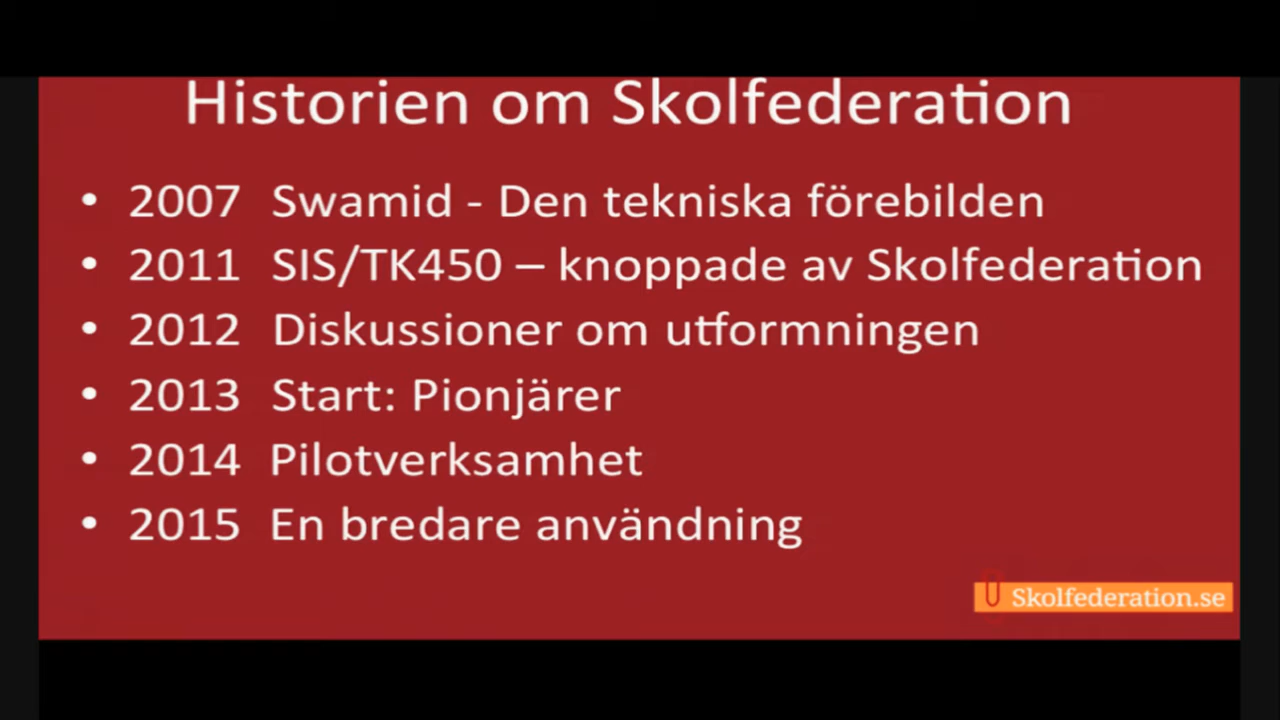 Historien om Skolfederation
• 2007 Swamid - Den tekniska förebilden
• 2011 SIS/TK450 – knoppade av Skolfederation
• 2012 Diskussioner om utformningen
• 2013 Start: Pionjärer
• 2014 Pilotverksamhet
• 2015 En bredare användning
Skolfederation.se